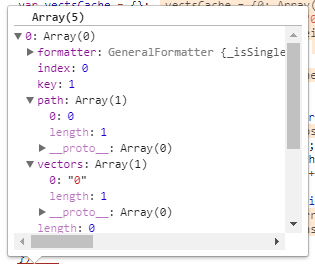 var vectsCache = {};   vectsCache = {0: Array(
Array(5)
▼ 0: Array(0)
▶ formatter: GeneralFormatter {_isSingle
index: 0
key: 1
▼ path: Array(1)
0: 0
length: 1
▶ __proto__: Array(0)
▼ vectors: Array(1)
0: "0"
length: 1
▶ __proto__: Array(0)
length: 0